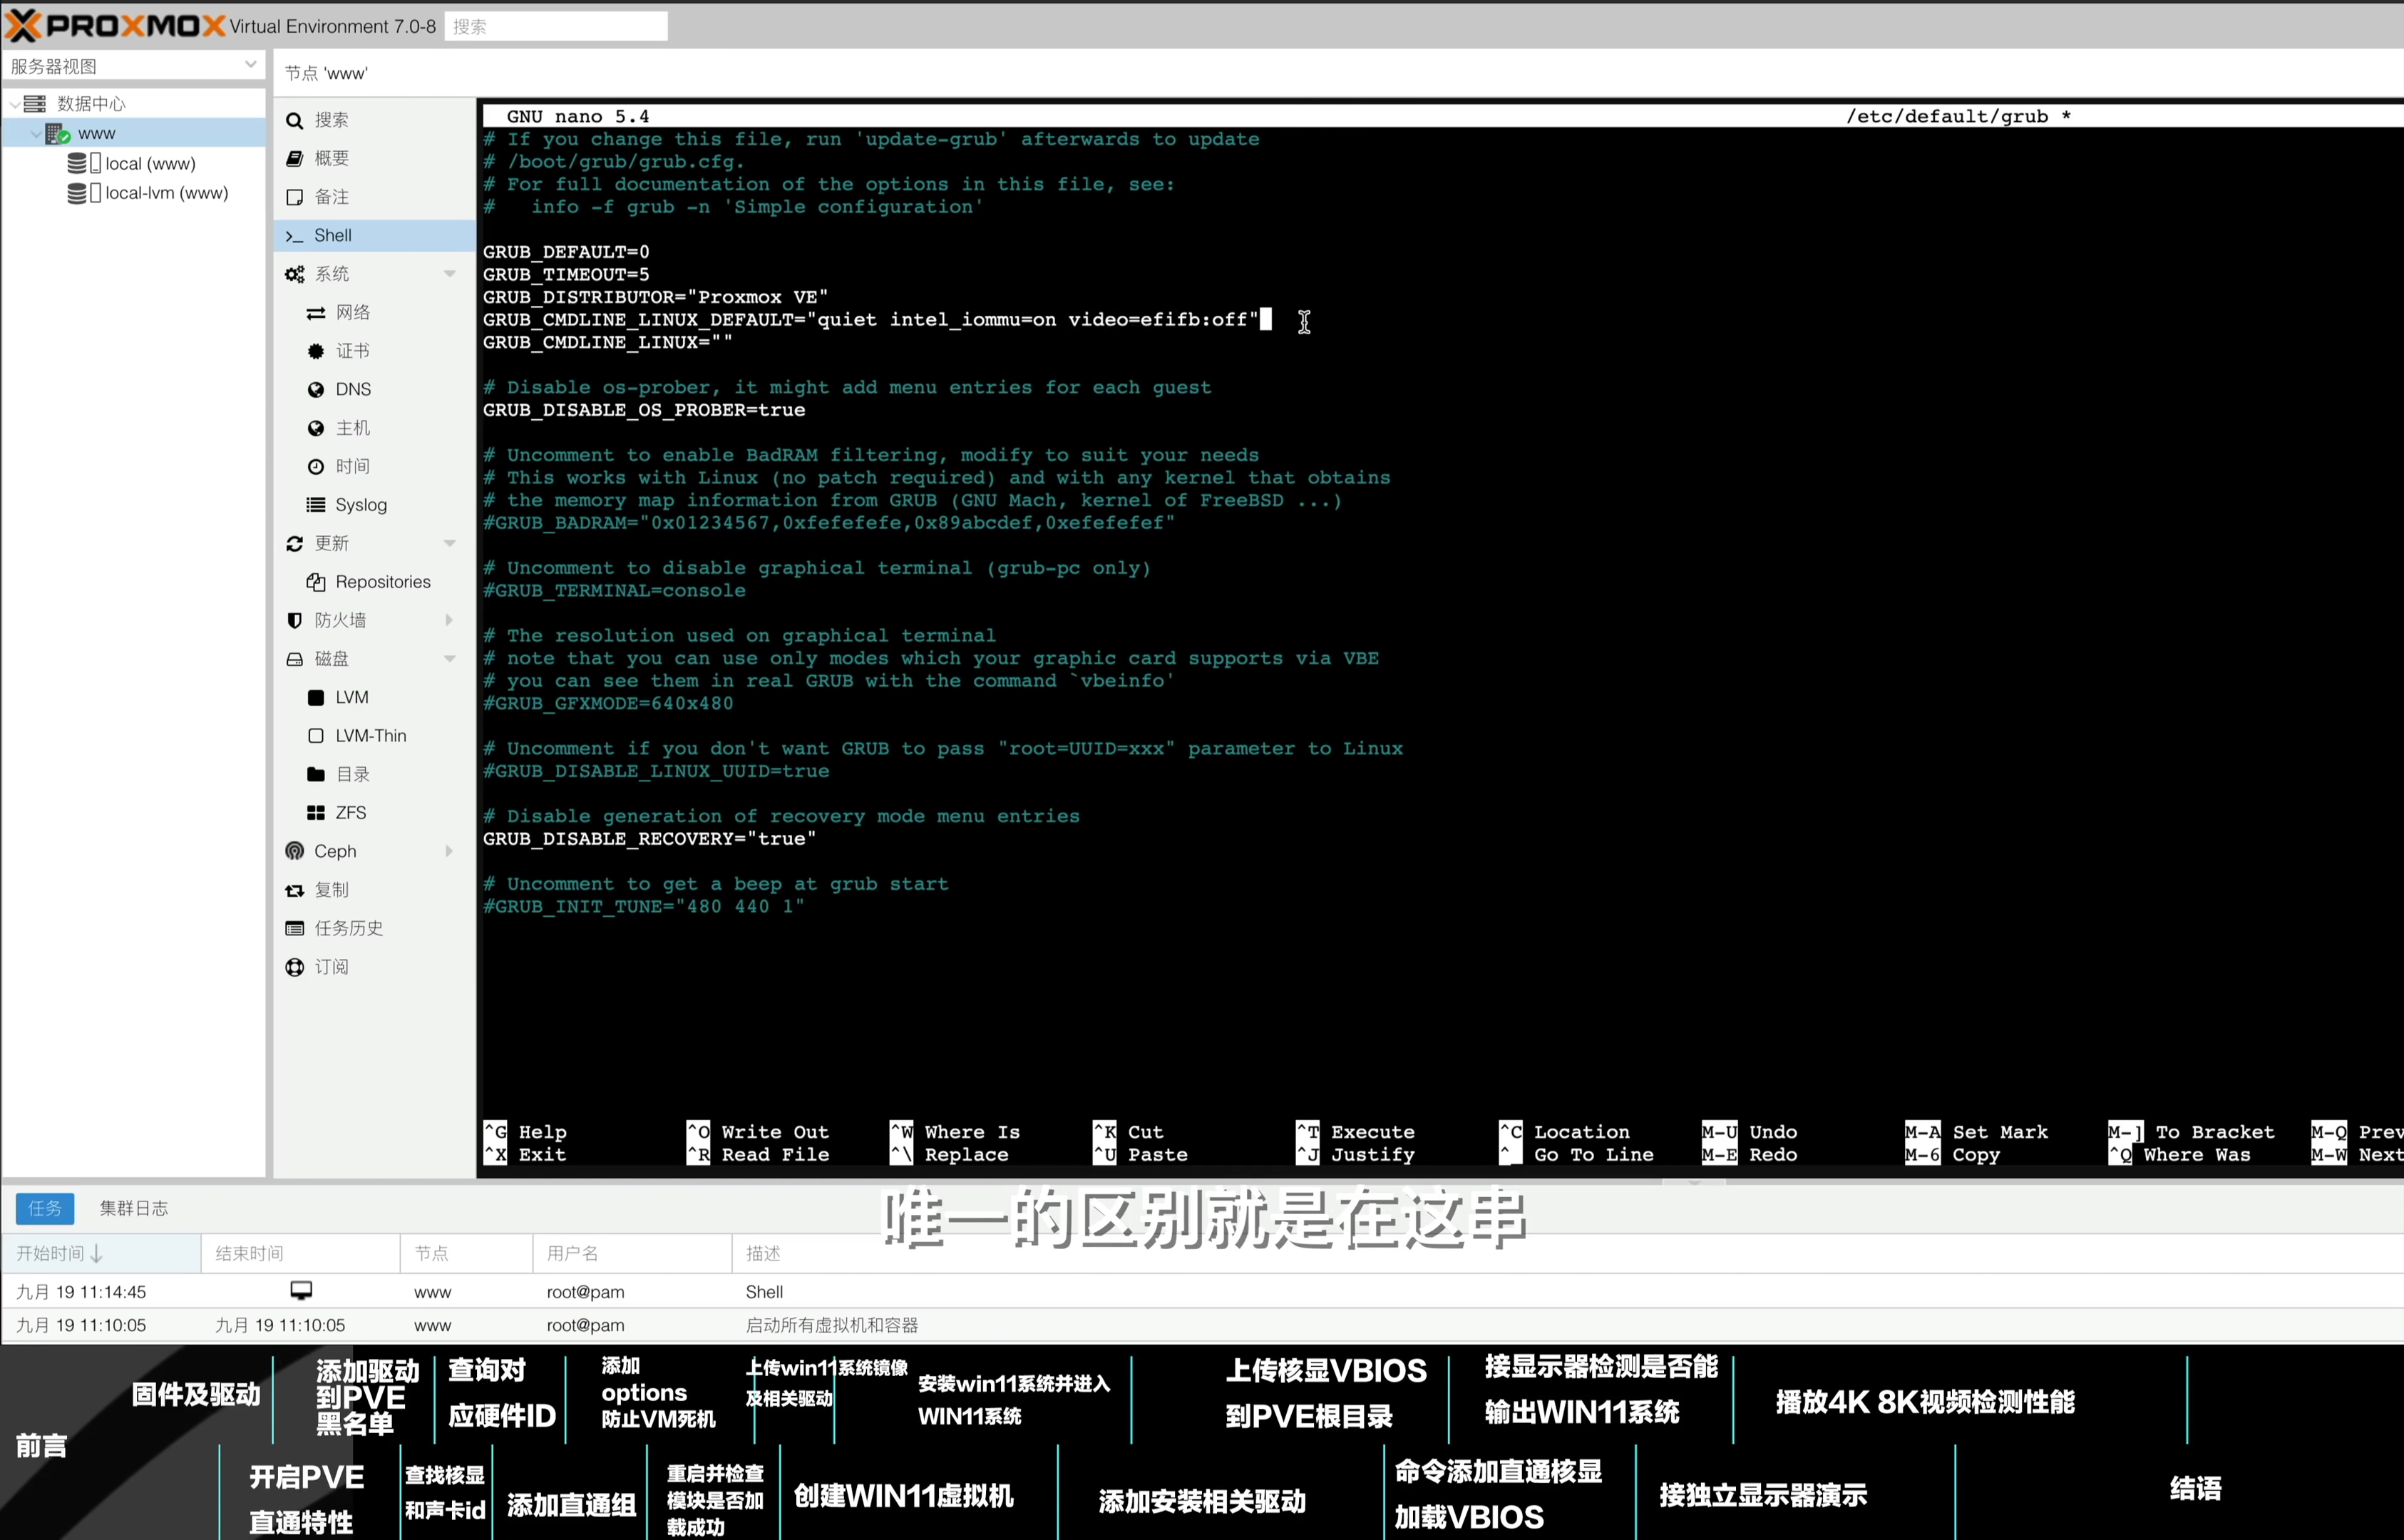 PROXMOX Virtual Environment 7.0-8 搜索
服务器视图
数据中心
www
local (www)
local-lvm (www)
节点 'www'
搜索
概要
备注
Shell
系统
网络
证书
DNS
主机
时间
Syslog
更新
Repositories
防火墙
磁盘
LVM
LVM-Thin
目录
ZFS
Ceph
复制
任务历史
订阅
GNU nano 5.4 /etc/default/grub *
# If you change this file, run 'update-grub' afterwards to update
# /boot/grub/grub.cfg.
# For full documentation of the options in this file, see:
#   info -f grub -n 'Simple configuration'
GRUB_DEFAULT=0
GRUB_TIMEOUT=5
GRUB_DISTRIBUTOR="Proxmox VE"
GRUB_CMDLINE_LINUX_DEFAULT="quiet intel_iommu=on video=efifb:off"
GRUB_CMDLINE_LINUX=""
# Disable os-prober, it might add menu entries for each guest
GRUB_DISABLE_OS_PROBER=true
# Uncomment to enable BadRAM filtering, modify to suit your needs
# This works with Linux (no patch required) and with any kernel that obtains
# the memory map information from GRUB (GNU Mach, kernel of FreeBSD ...)
#GRUB_BADRAM="0x01234567,0xfefefefe,0x89abcdef,0xefefefef"
# Uncomment to disable graphical terminal (grub-pc only)
#GRUB_TERMINAL=console
# The resolution used on graphical terminal
# note that you can use only modes which your graphic card supports via VBE
# you can see them in real GRUB with the command `vbeinfo'
#GRUB_GFXMODE=640x480
# Uncomment if you don't want GRUB to pass "root=UUID=xxx" parameter to Linux
#GRUB_DISABLE_LINUX_UUID=true
# Disable generation of recovery mode menu entries
GRUB_DISABLE_RECOVERY="true"
# Uncomment to get a beep at grub start
#GRUB_INIT_TUNE="480 440 1"
^G Help ^O Write Out ^W Where Is ^K Cut ^T Execute ^C Location M-U Undo M-A Set Mark M-] To Bracket M-Q Prev
^X Exit ^R Read File ^\ Replace ^U Paste ^J Justify ^_ Go To Line M-E Redo M-6 Copy ^Q Where Was M-W Next
唯一的区别就是在这串
任务 集群日志
开始时间↓ 结束时间 节点 用户名 描述
九月 19 11:14:45 www root@pam Shell
九月 19 11:10:05 九月 19 11:10:05 www root@pam 启动所有虚拟机和容器
前言
固件及驱动
开启PVE
直通特性
添加驱动
到PVE
黑名单
查找核显
和声卡id
查询对
应硬件ID
添加直通组
添加
options
防止VM死机
重启并检查
模块是否加
载成功
上传win11系统镜像
及相关驱动
创建WIN11虚拟机
安装win11系统并进入
WIN11系统
添加安装相关驱动
上传核显VBIOS
到PVE根目录
命令添加直通核显
加载VBIOS
接显示器检测是否能
输出WIN11系统
接独立显示器演示
播放4K 8K视频检测性能
结语